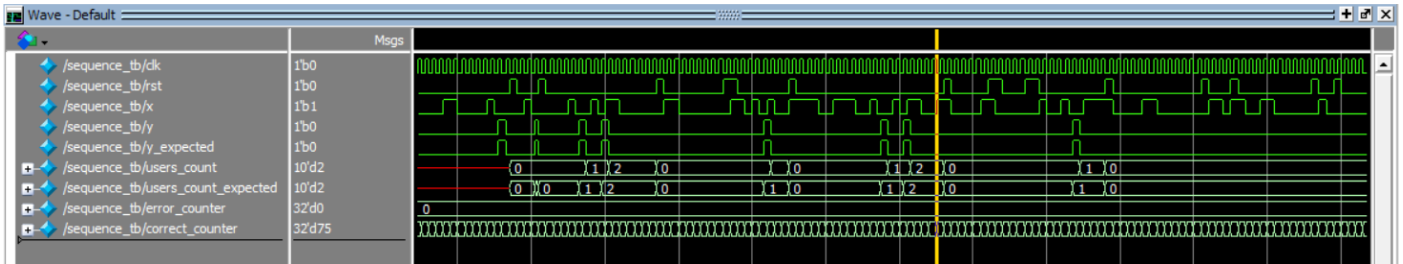 Wave - Default
Msgs
/sequence_tb/clk 1'b0
/sequence_tb/rst 1'b0
/sequence_tb/x 1'b1
/sequence_tb/y 1'b0
/sequence_tb/y_expected 1'b0
/sequence_tb/users_count 10'd2 0 1 2 0 0 1 2 0 1 0
/sequence_tb/users_count_expected 10'd2 0 0 1 2 0 1 0 1 2 0 1 0
/sequence_tb/error_counter 32'd0 0
/sequence_tb/correct_counter 32'd75